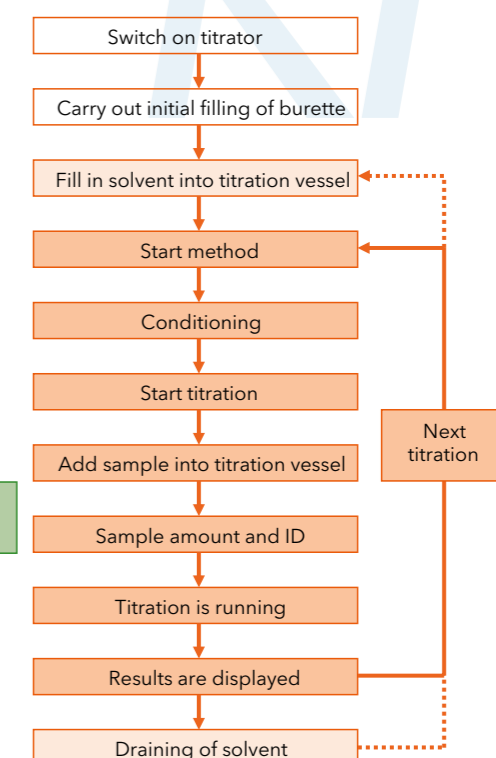 Switch on titrator
Carry out initial filling of burette
Fill in solvent into titration vessel
Start method
Conditioning
Start titration
Next
titration
Add sample into titration vessel
Sample amount and ID
Titration is running
Results are displayed
Draining of solvent